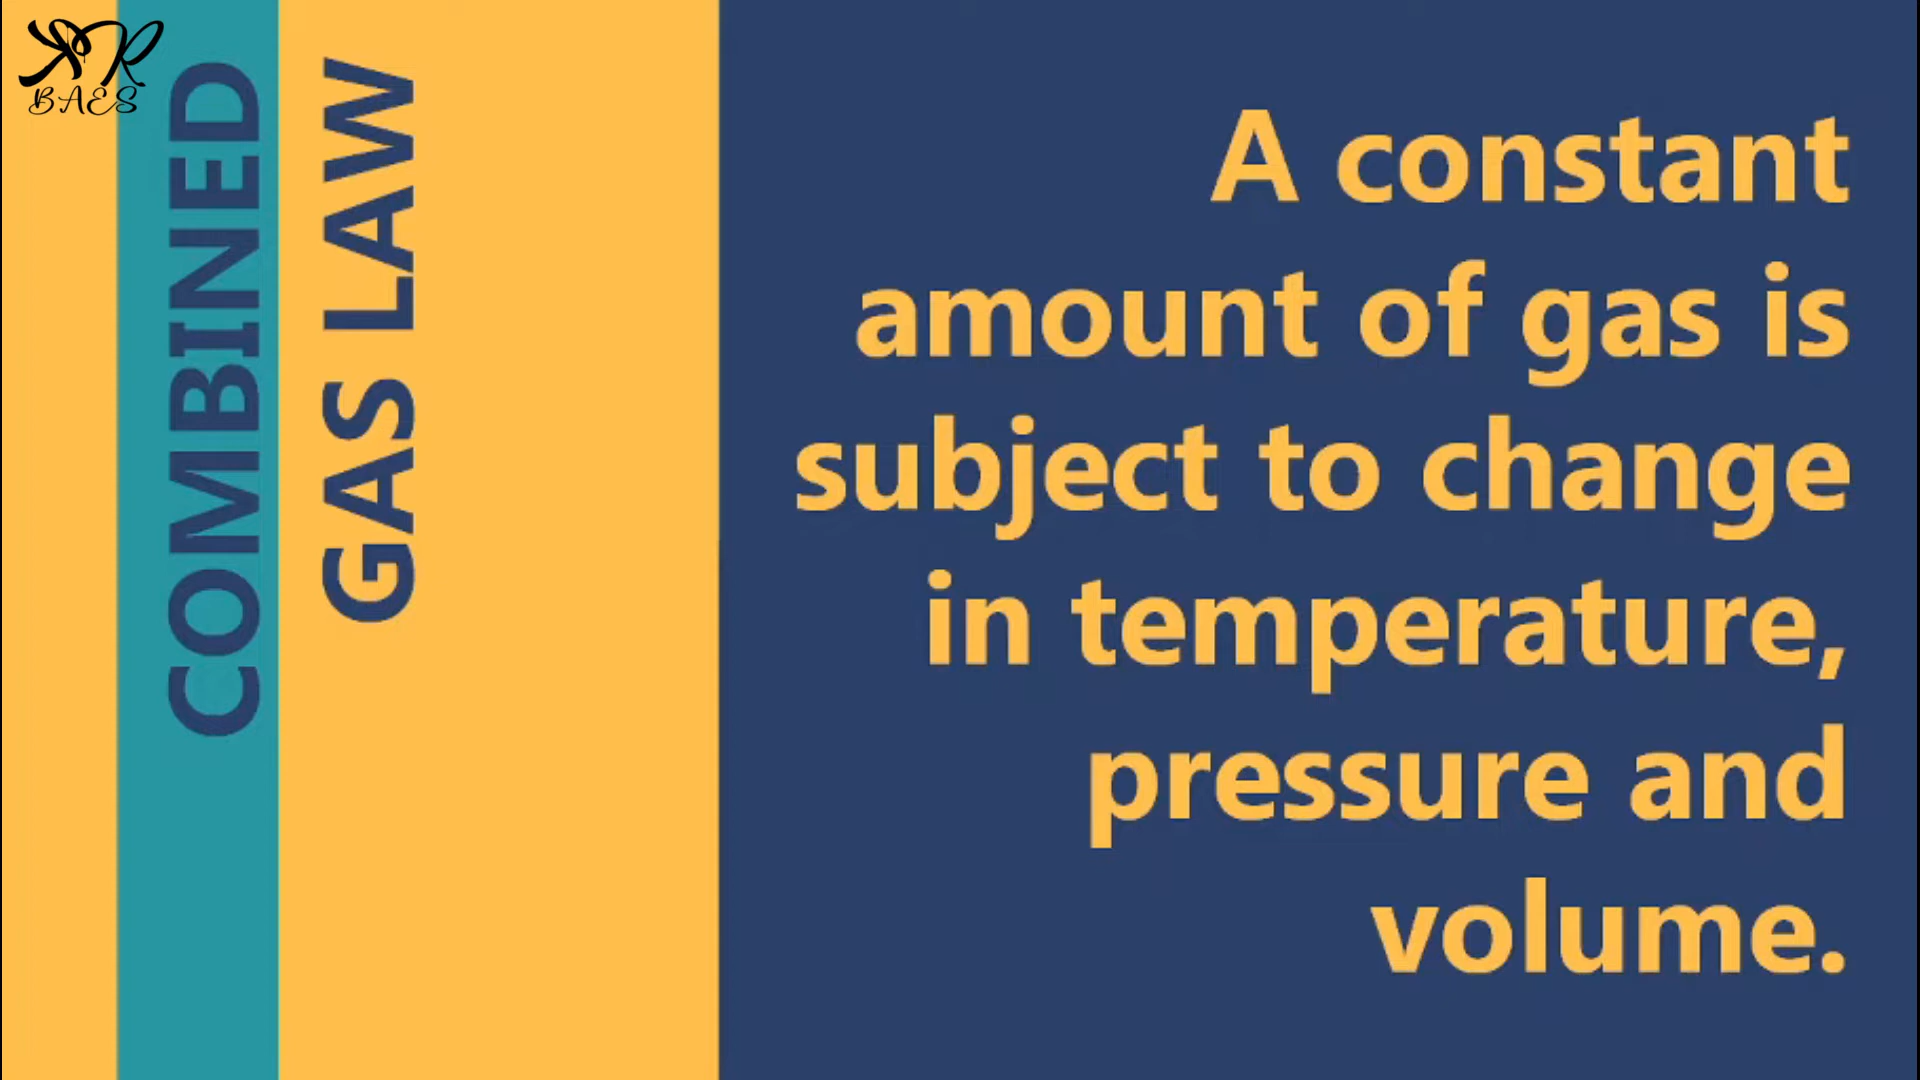 BAES
COMBINED
GAS LAW
A constant
amount of gas is
subject to change
in temperature,
pressure and
volume.